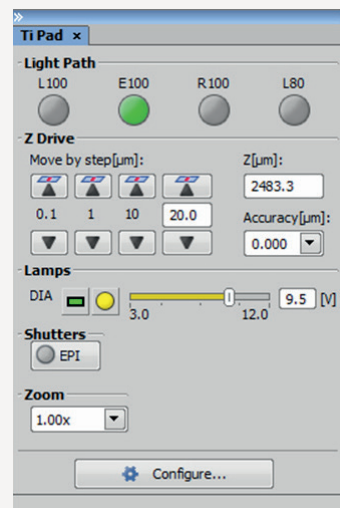 Ti Pad ×
Light Path
L100 E100 R100 L80
Z Drive
Move by step[µm]: Z[µm]:
2483.3
0.1 1 10 20.0 Accuracy[µm]:
0.000
Lamps
DIA 9.5 [V]
3.0 12.0
Shutters
EPI
Zoom
1.00x
Configure...